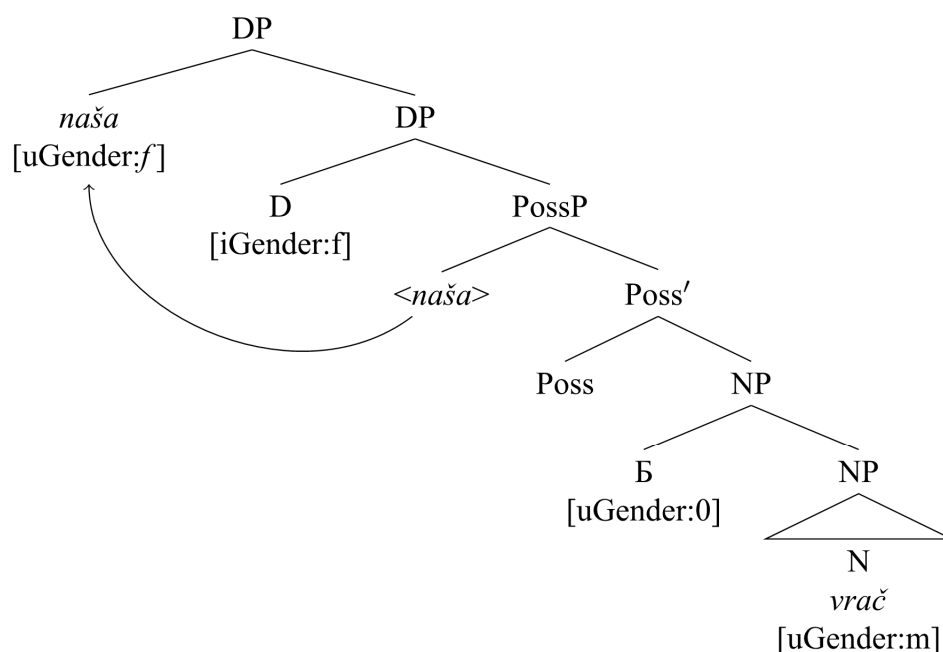 DP
naša
[uGender:f]
DP
D
[iGender:f]
PossP
<naša>
Poss′
Poss
NP
Б
[uGender:0]
NP
N
vrač
[uGender:m]